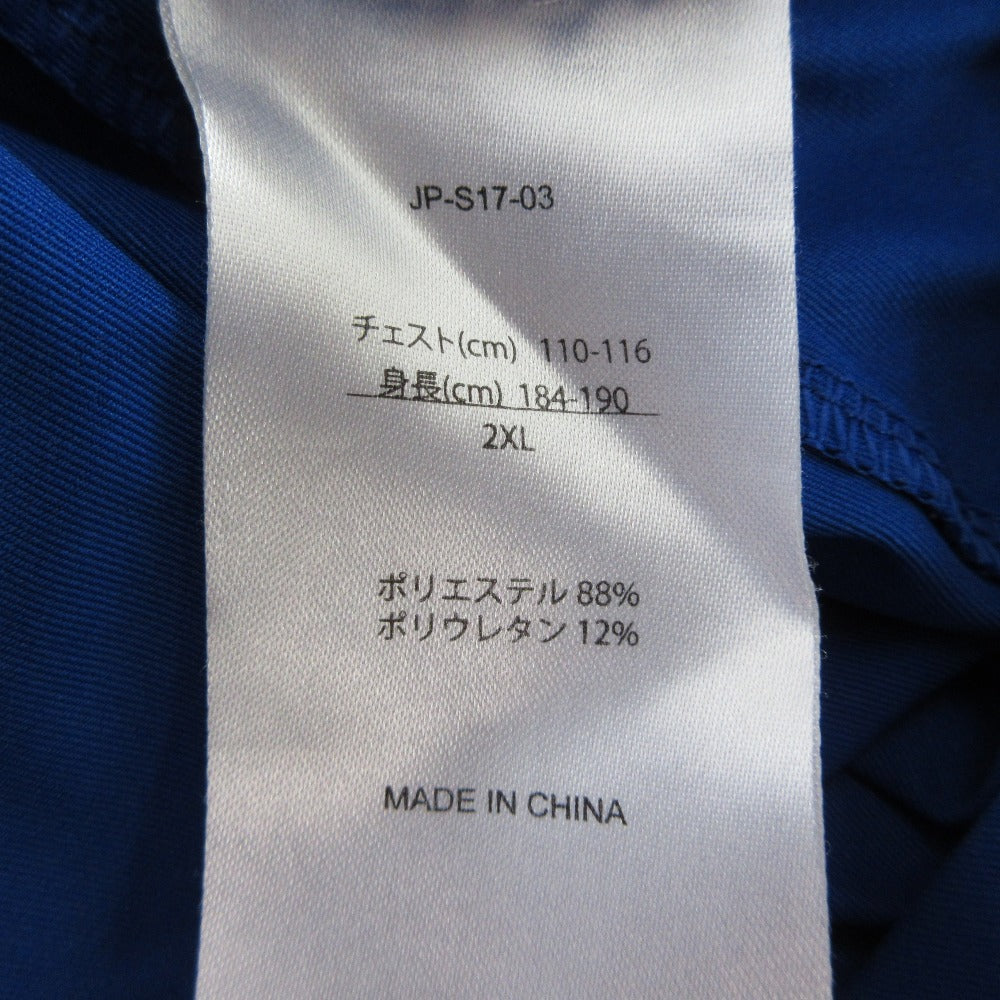 JP-S17-03
チェスト(cm) 110-116
身長(cm) 184-190
2XL
ポリエステル 88%
ポリウレタン 12%
MADE IN CHINA